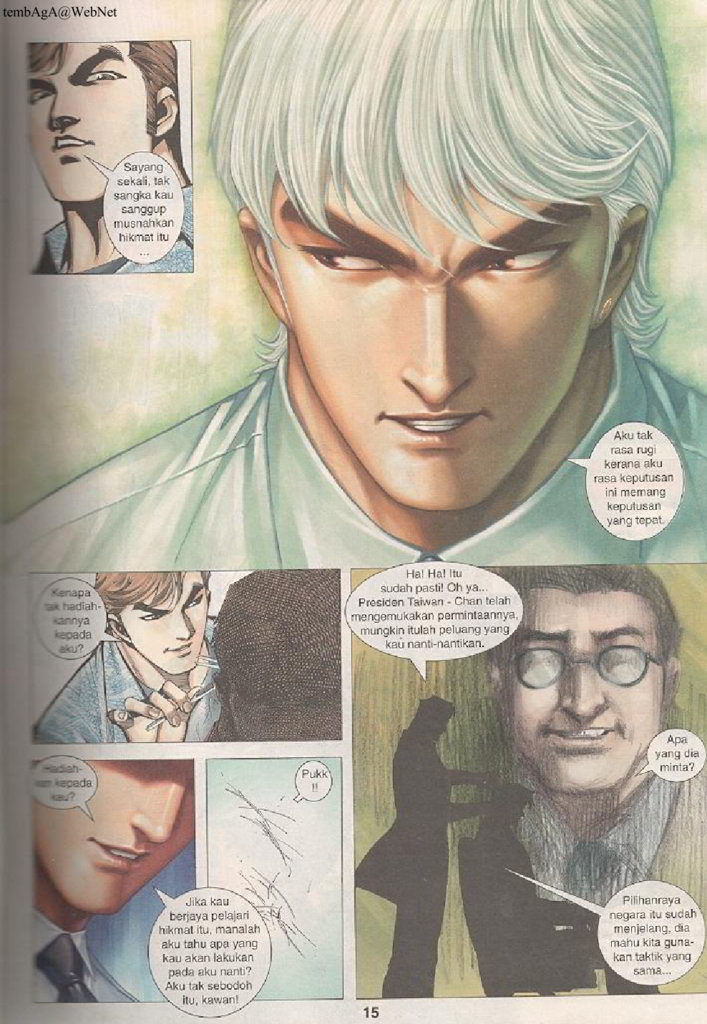 tembAgA@WebNet
Sayang
sekali, tak
sangka kau
sanggup
musnahkan
hikmat itu
...
Aku tak
rasa rugi
kerana aku
rasa keputusan
ini memang
keputusan
yang tepat.
Kenapa
tak hadiah-
kannya
kepada
aku?
Hadiah-
kan kepada
kau?
Pukk
!!
Jika kau
berjaya pelajari
hikmat itu, manalah
aku tahu apa yang
kau akan lakukan
pada aku nanti?
Aku tak sebodoh
itu, kawan!
Ha! Ha! Itu
sudah pasti! Oh ya...
Presiden Taiwan - Chan telah
mengemukakan permintaannya,
mungkin itulah peluang yang
kau nanti-nantikan.
Apa
yang dia
minta?
Pilihanraya
negara itu sudah
menjelang, dia
mahu kita guna-
kan taktik
yang
sama...
15